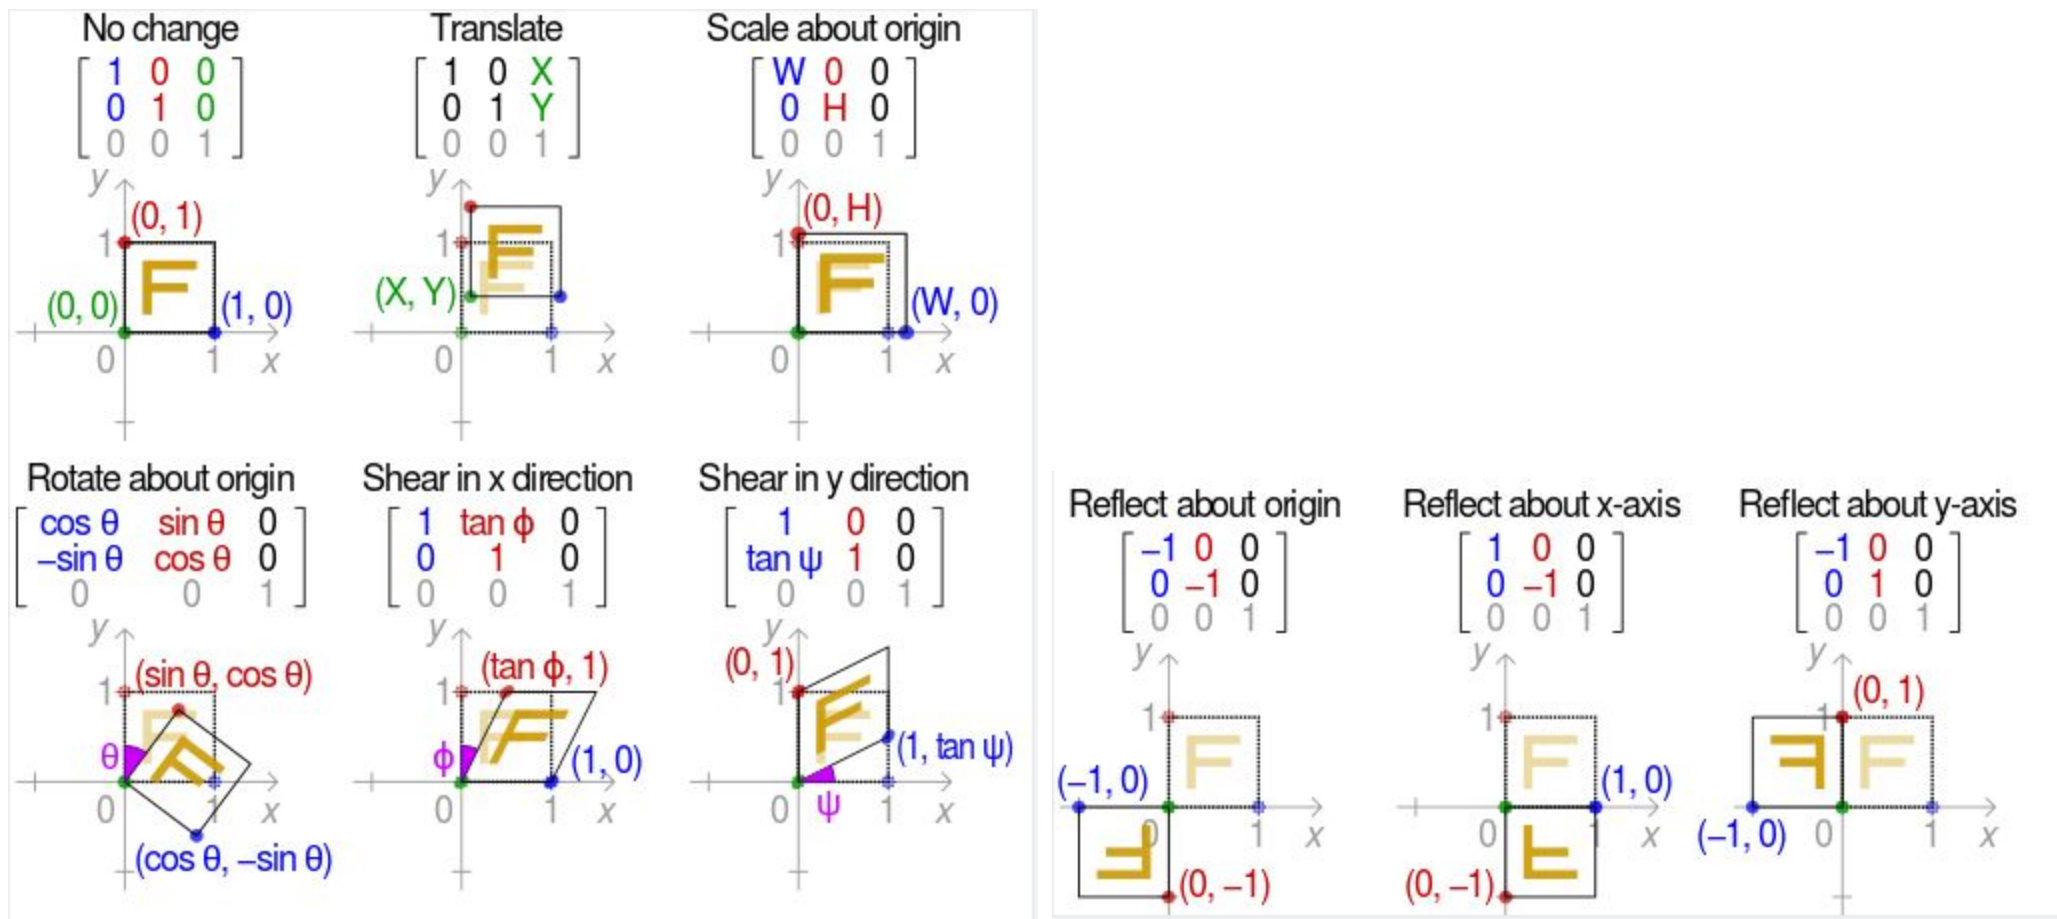 No change
1 0 0
0 1 0
0 0 1
y
(0, 1)
1
F
(0, 0)
(1, 0)
0
1
x
Translate
1 0 X
0 1 Y
0 0 1
y
1
F
F
(X, Y)
0
1
x
Scale about origin
W 0 0
0 H 0
0 0 1
y
(0, H)
1
F
F
(W, 0)
0
1
x
Rotate about origin
cos θ sin θ 0
−sin θ cos θ 0
0 0 1
y
(sin θ, cos θ)
1
F
F
θ
0
1
x
(cos θ, −sin θ)
Shear in x direction
1 tan ϕ 0
0 1 0
0 0 1
y
(tan ϕ, 1)
1
F
F
ϕ
(1, 0)
0
1
x
Shear in y direction
1 0 0
tan ψ 1 0
0 0 1
y
(0, 1)
1
F
F
(1, tan ψ)
0
ψ
1
x
Reflect about origin
−1 0 0
0 −1 0
0 0 1
y
1
F
(−1, 0)
0
1
x
F
(0, −1)
Reflect about x-axis
1 0 0
0 −1 0
0 0 1
y
1
F
(1, 0)
0
1
x
F
(0, −1)
Reflect about y-axis
−1 0 0
0 1 0
0 0 1
y
(0, 1)
1
F
F
(−1, 0)
0
1
x